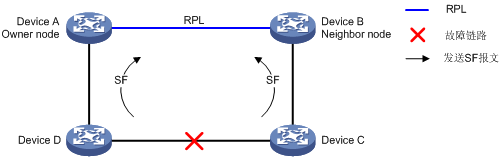 Device A
Owner node
RPL
Device B
Neighbor node
RPL
故障链路
发送SF报文
SF
SF
Device D
Device C